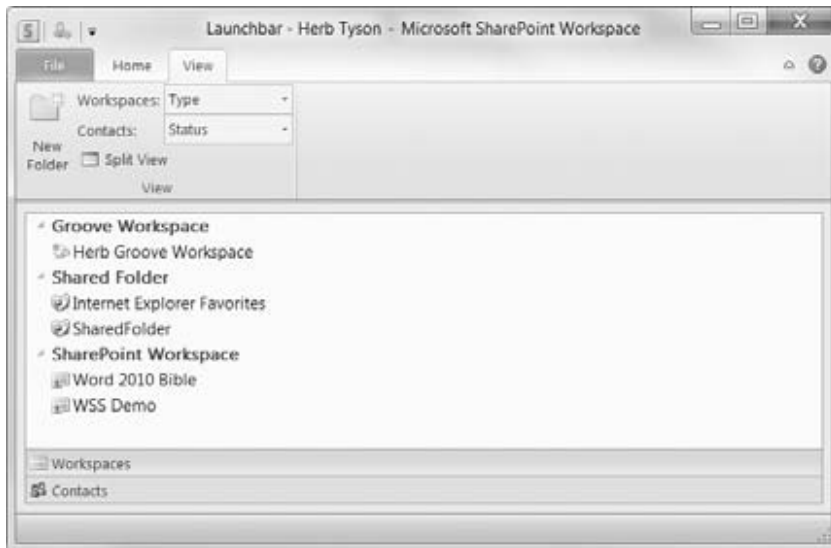 Launchbar - Herb Tyson - Microsoft SharePoint Workspace
File Home View
Workspaces: Type
Contacts: Status
New Folder
Split View
View
Groove Workspace
Herb Groove Workspace
Shared Folder
Internet Explorer Favorites
SharedFolder
SharePoint Workspace
Word 2010 Bible
WSS Demo
Workspaces
Contacts